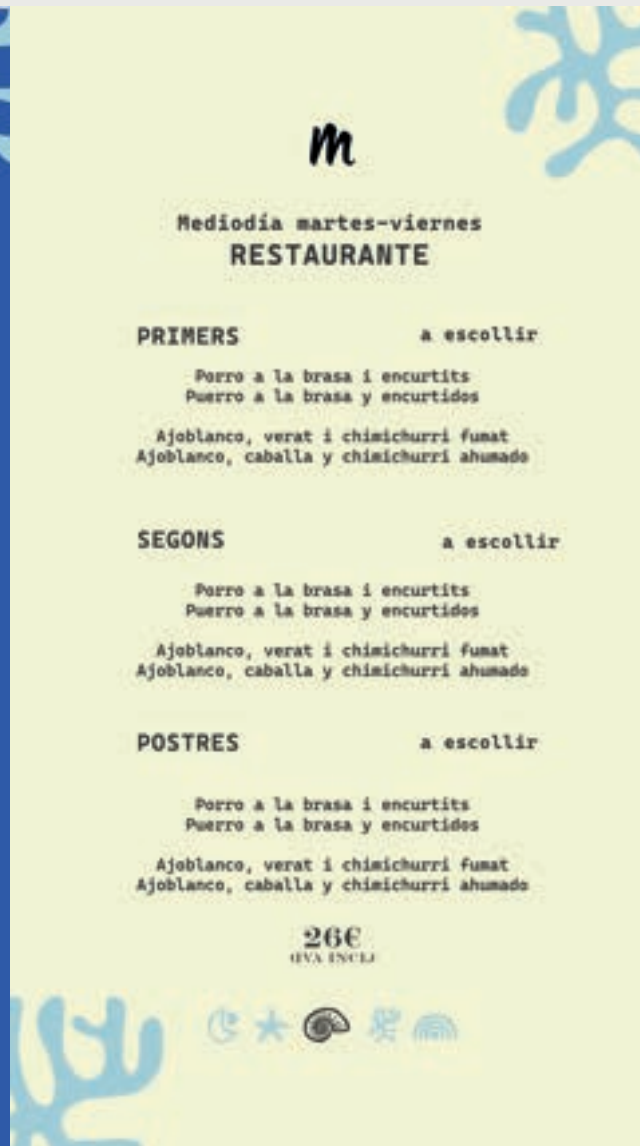 m
Mediodía martes-viernes
RESTAURANTE
PRIMERS a escollir
Porro a la brasa i encurtits
Puerro a la brasa y encurtidos
Ajoblanco, verat i chimichurri fumat
Ajoblanco, caballa y chimichurri ahumado
SEGONS a escollir
Porro a la brasa i encurtits
Puerro a la brasa y encurtidos
Ajoblanco, verat i chimichurri fumat
Ajoblanco, caballa y chimichurri ahumado
POSTRES a escollir
Porro a la brasa i encurtits
Puerro a la brasa y encurtidos
Ajoblanco, verat i chimichurri fumat
Ajoblanco, caballa y chimichurri ahumado
26€